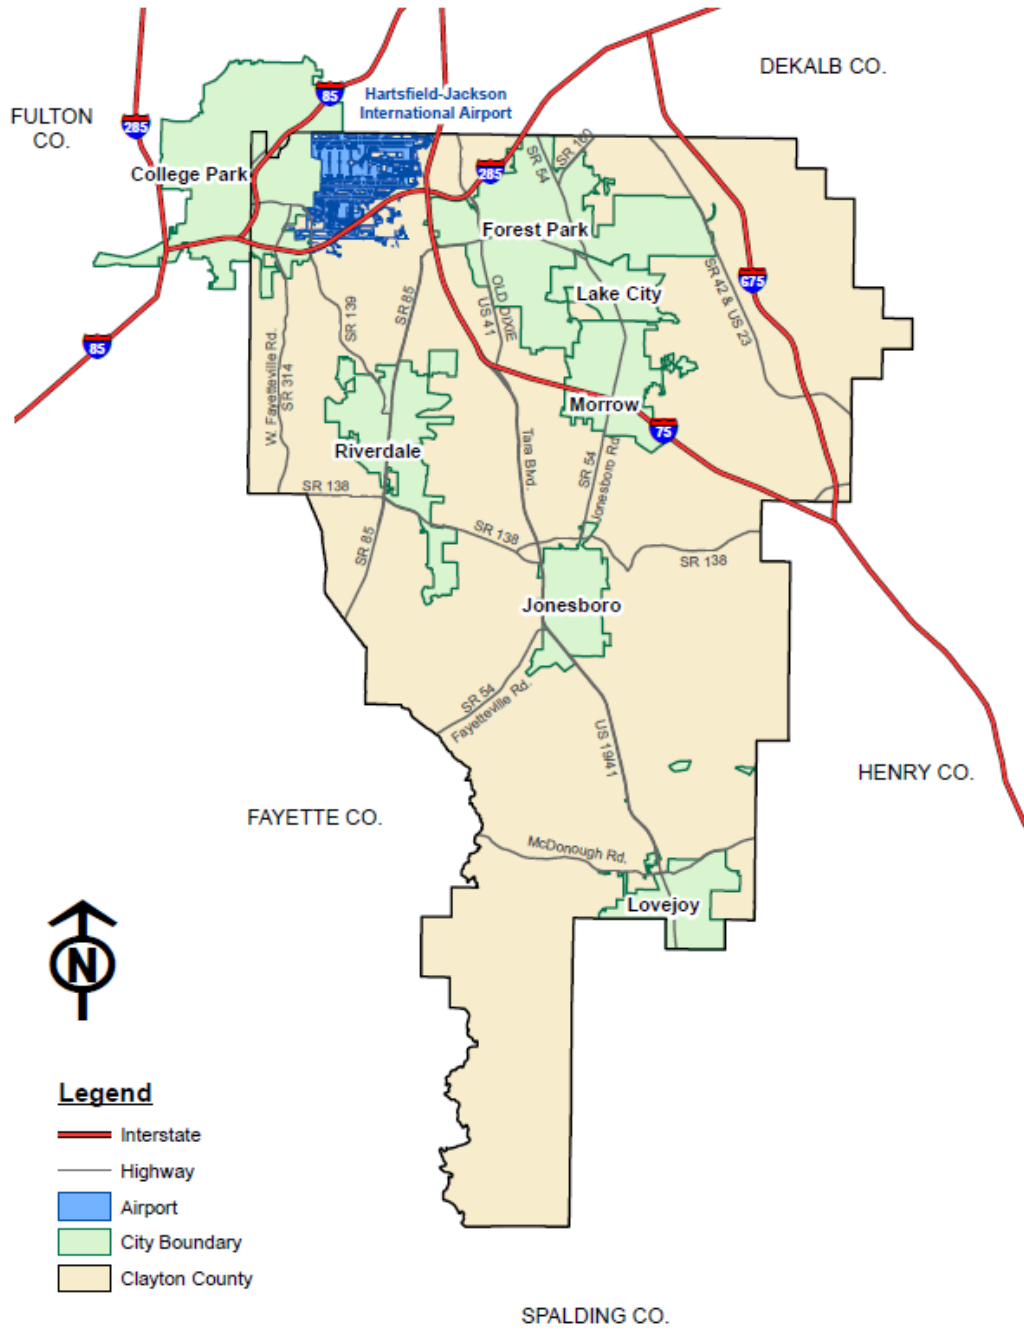 DEKALB CO.
85
Hartsfield-Jackson
International Airport
FULTON
CO.
285
SR 54
SR 160
285
College Park
Forest Park
SR 42 & US 23
675
Lake City
OLD DIXIE
US 41
SR 139
SR 85
W. Fayetteville Rd.
SR 314
85
Morrow
75
Riverdale
Tara Blvd.
SR 54
Jonesboro Rd.
SR 138
SR 85
SR 138
SR 138
Jonesboro
SR 54
Fayetteville Rd.
US 19/41
HENRY CO.
FAYETTE CO.
McDonough Rd.
Lovejoy
N
Legend
Interstate
Highway
Airport
City Boundary
Clayton County
SPALDING CO.